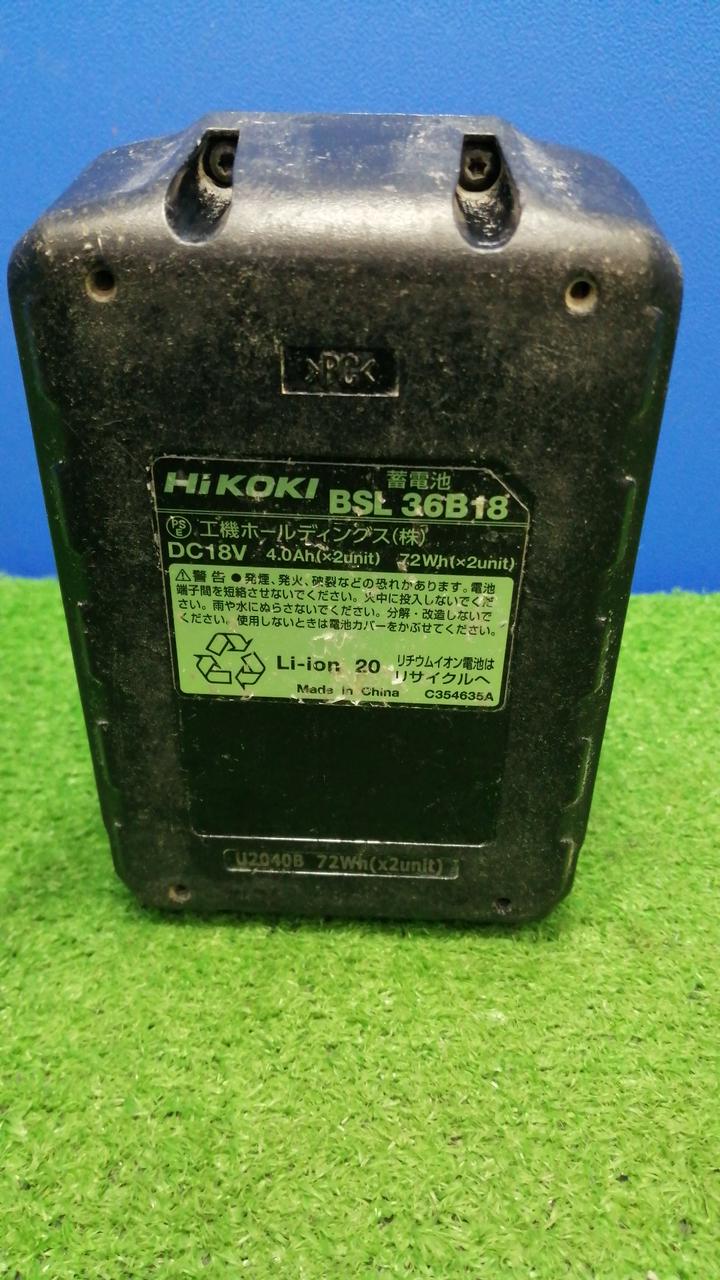 >PC<
HiKOKI
蓄電池
BSL 36B18
PS E 工機ホールディングス(株)
DC18V 4.0Ah(×2unit) 72Wh(×2unit)
⚠警告 ●発煙、発火、破裂などの恐れがあります。電池
端子間を短絡させないでください。火中に投入しないでくだ
さい。雨や水にぬらさないでください。分解・改造しないで
ください。使用しないときは電池カバーをかぶせてください。
Li-ion 20 リチウムイオン電池は
リサイクルへ
Made in China C354635A
U2040B 72Wh(x2unit)